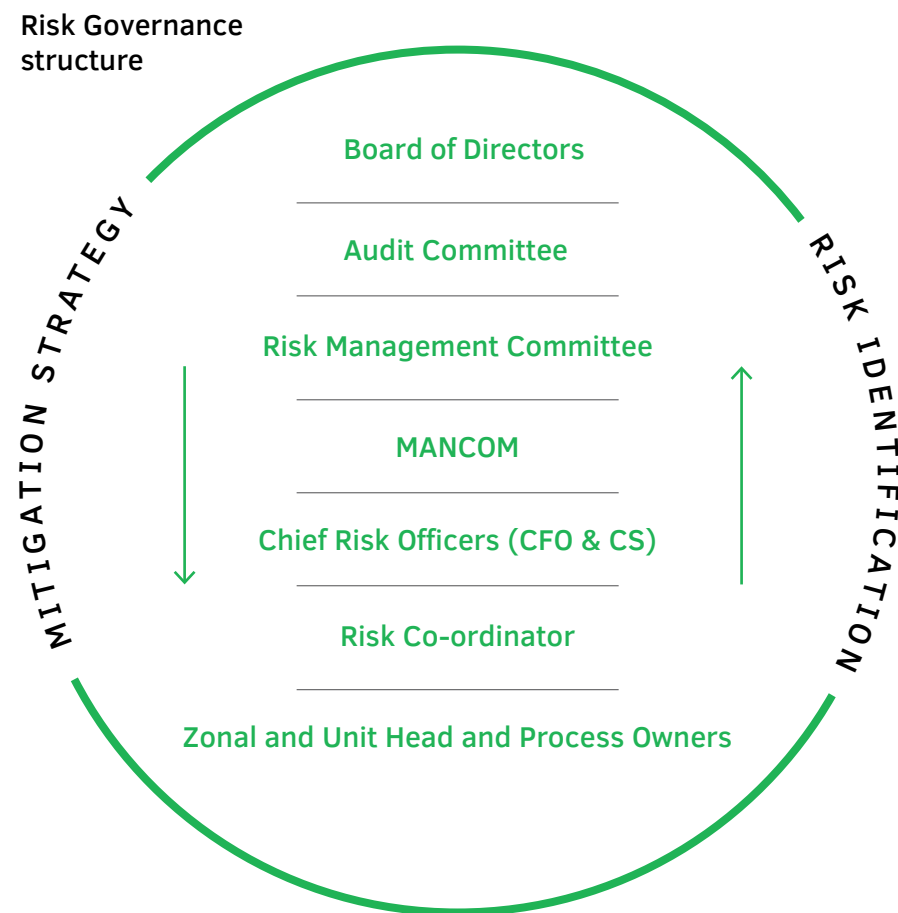 Risk Governance
structure
Board of Directors
Audit Committee
Risk Management Committee
MANCOM
Chief Risk Officers (CFO & CS)
Risk Co-ordinator
Zonal and Unit Head and Process Owners
MITIGATION STRATEGY
RISK IDENTIFICATION